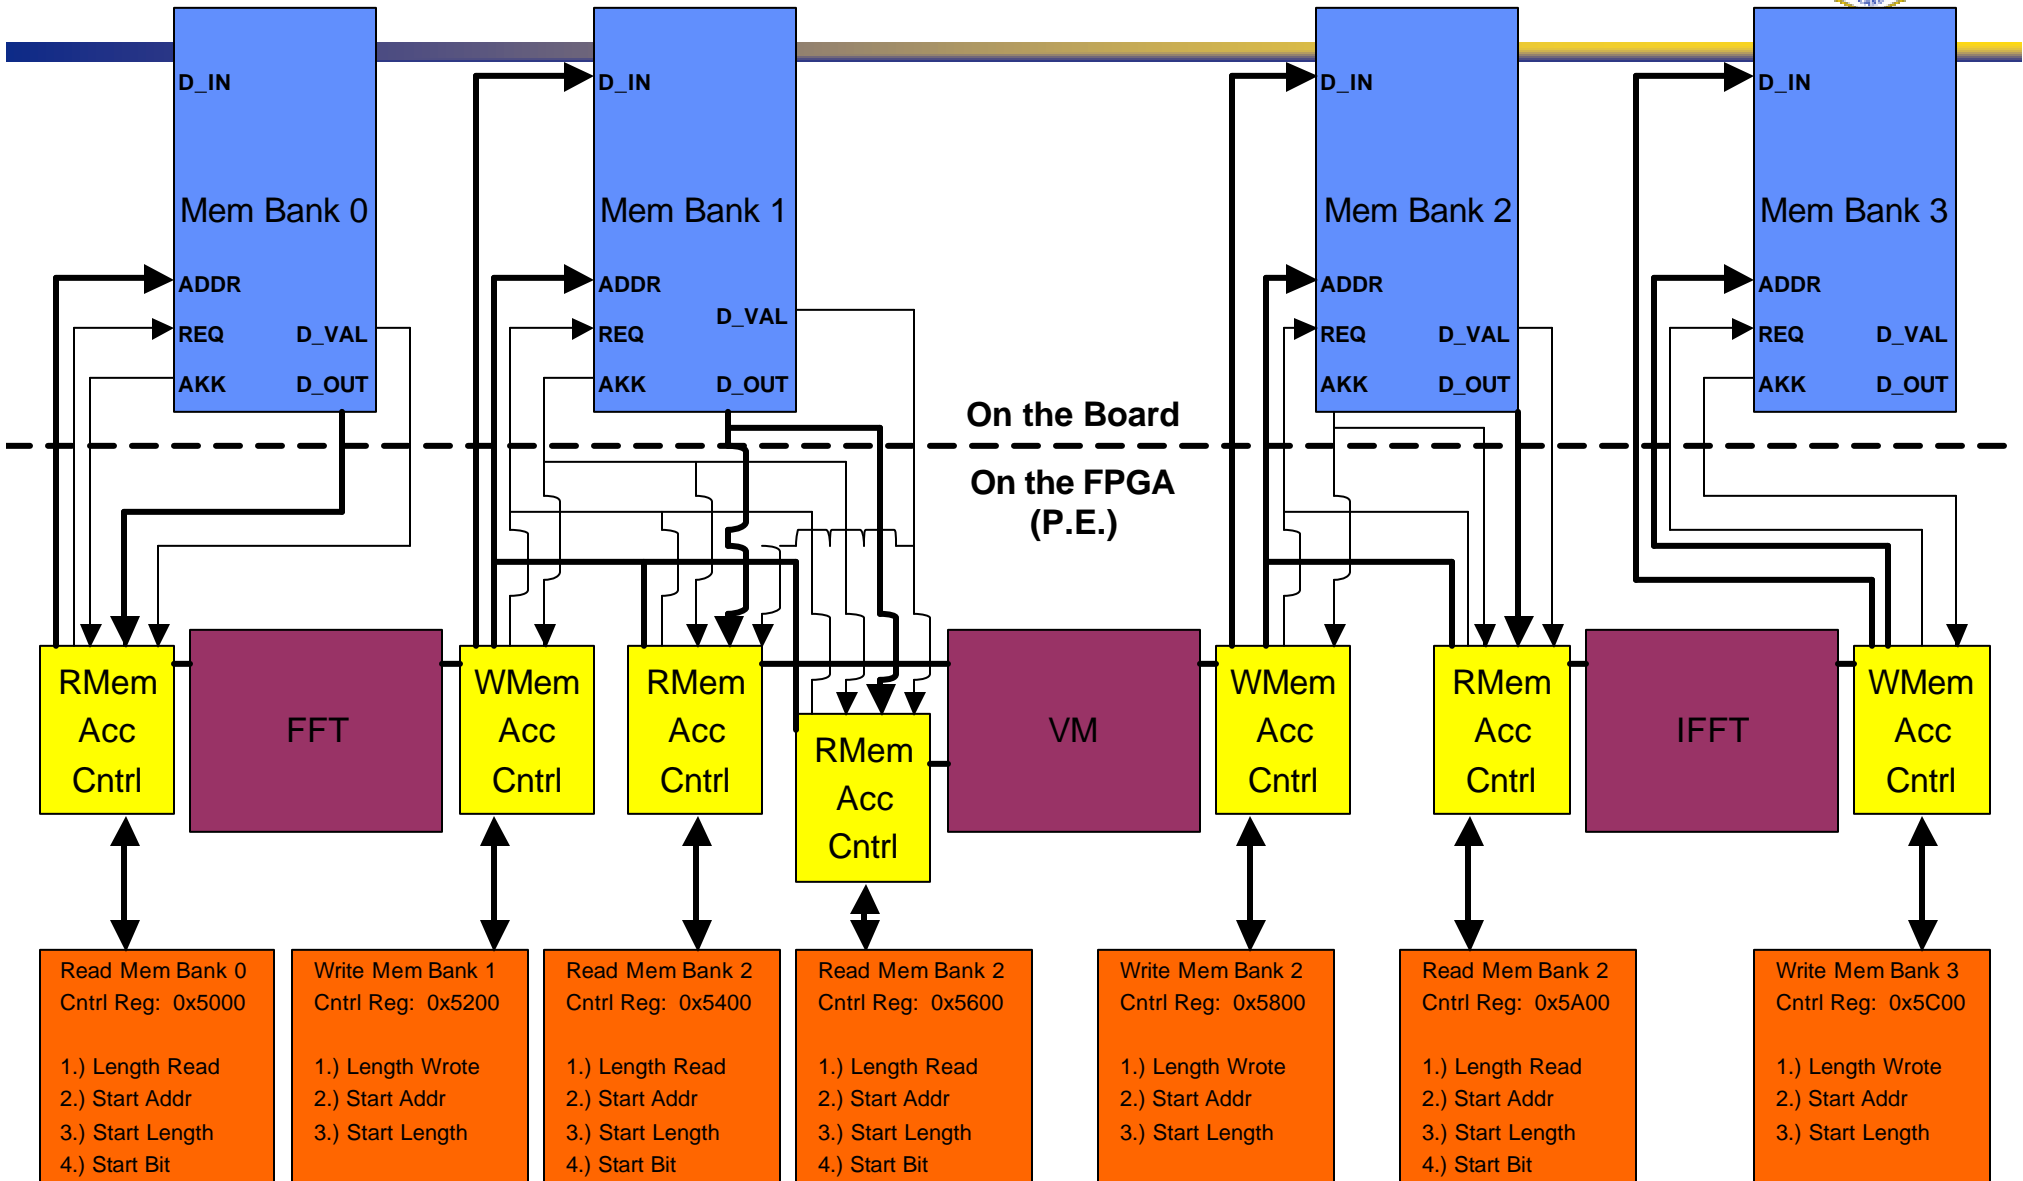 D_IN
Mem Bank 0
ADDR
REQ
D_VAL
AKK
D_OUT
D_IN
Mem Bank 1
ADDR
D_VAL
REQ
AKK
D_OUT
D_IN
Mem Bank 2
ADDR
REQ
D_VAL
AKK
D_OUT
D_IN
Mem Bank 3
ADDR
REQ
D_VAL
AKK
D_OUT
On the Board
On the FPGA
(P.E.)
RMem
Acc
Cntrl
FFT
WMem
Acc
Cntrl
RMem
Acc
Cntrl
RMem
Acc
Cntrl
VM
WMem
Acc
Cntrl
RMem
Acc
Cntrl
IFFT
WMem
Acc
Cntrl
Read Mem Bank 0
Cntrl Reg: 0x5000
1.) Length Read
2.) Start Addr
3.) Start Length
4.) Start Bit
Write Mem Bank 1
Cntrl Reg: 0x5200
1.) Length Wrote
2.) Start Addr
3.) Start Length
Read Mem Bank 2
Cntrl Reg: 0x5400
1.) Length Read
2.) Start Addr
3.) Start Length
4.) Start Bit
Read Mem Bank 2
Cntrl Reg: 0x5600
1.) Length Read
2.) Start Addr
3.) Start Length
4.) Start Bit
Write Mem Bank 2
Cntrl Reg: 0x5800
1.) Length Wrote
2.) Start Addr
3.) Start Length
Read Mem Bank 2
Cntrl Reg: 0x5A00
1.) Length Read
2.) Start Addr
3.) Start Length
4.) Start Bit
Write Mem Bank 3
Cntrl Reg: 0x5C00
1.) Length Wrote
2.) Start Addr
3.) Start Length